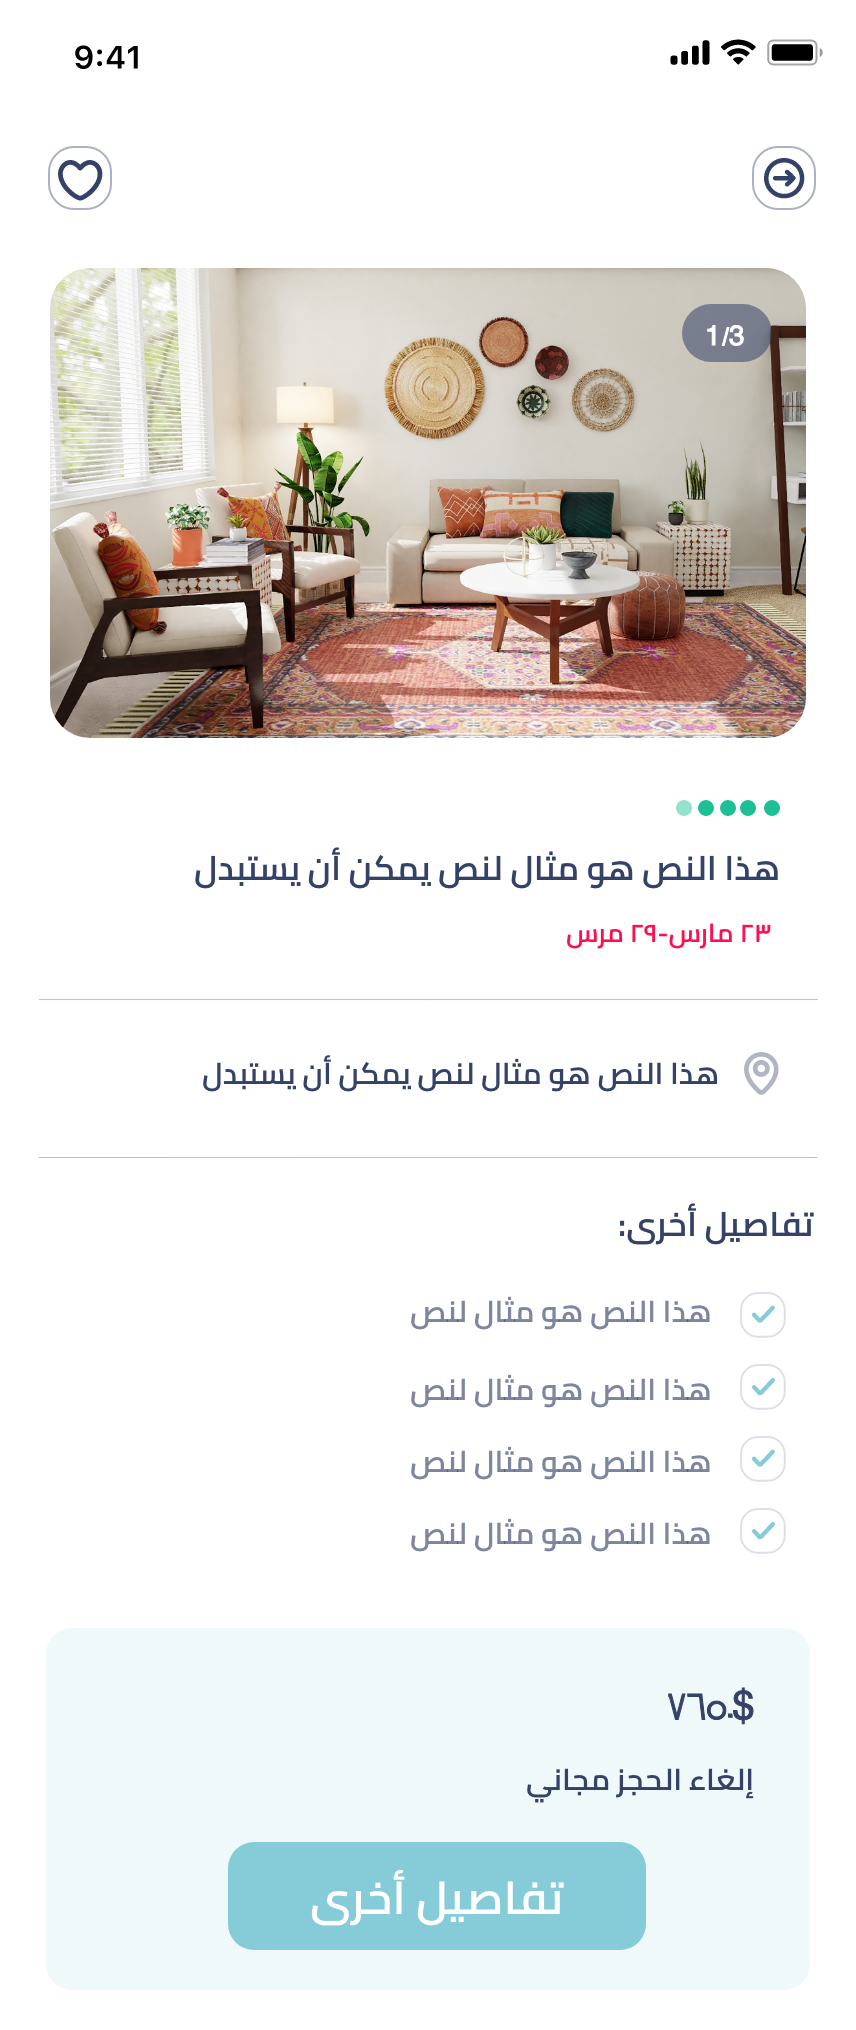 9:41
1/3
هذا النص هو مثال لنص يمكن أن يستبدل
٢٣ مارس-٢٩ مرس
هذا النص هو مثال لنص يمكن أن يستبدل
تفاصيل أخرى:
هذا النص هو مثال لنص
هذا النص هو مثال لنص
هذا النص هو مثال لنص
هذا النص هو مثال لنص
$.٧٦٥
إلغاء الحجز مجاني
تفاصيل أخرى